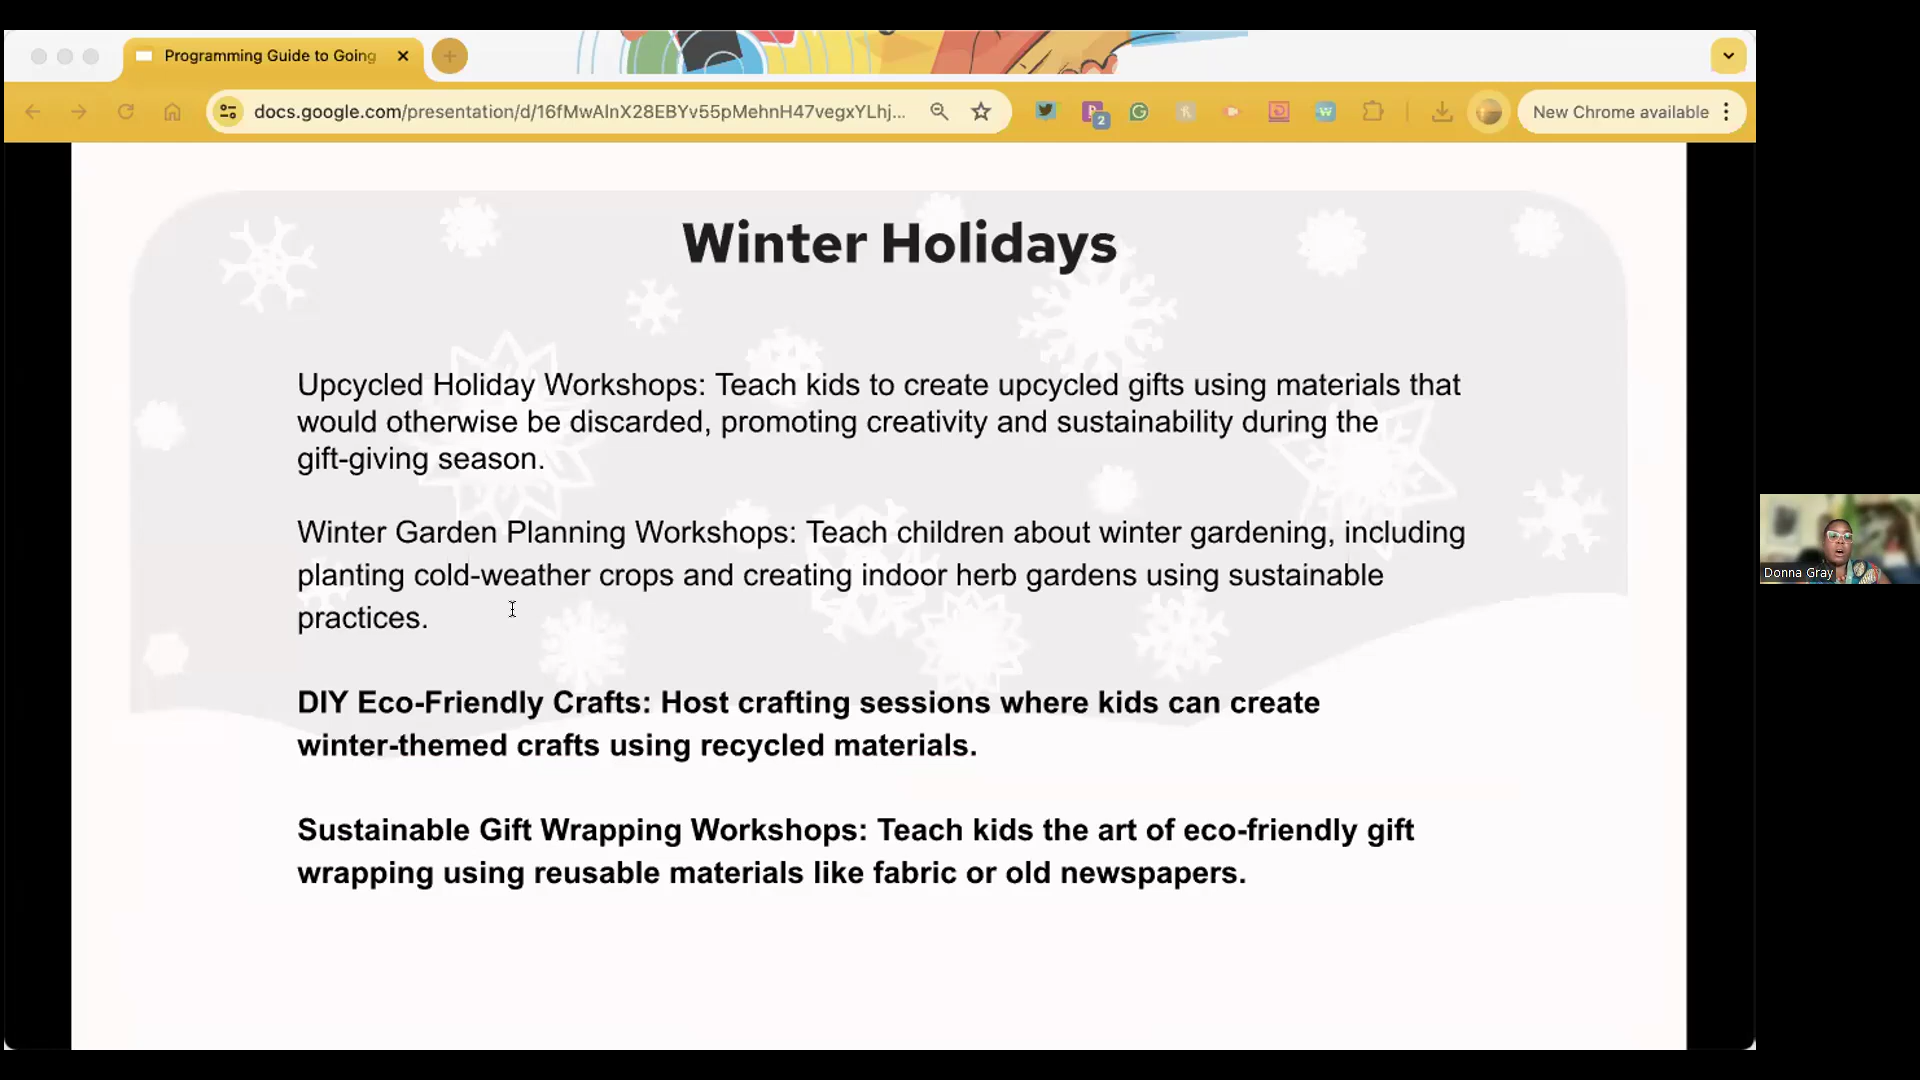 Programming Guide to Going
docs.google.com/presentation/d/16fMwAlnX28EBYv55pMehnH47vegxYLhj...
2
New Chrome available
Winter Holidays
Upcycled Holiday Workshops: Teach kids to create upcycled gifts using materials that
would otherwise be discarded, promoting creativity and sustainability during the
gift-giving season.
Winter Garden Planning Workshops: Teach children about winter gardening, including
planting cold-weather crops and creating indoor herb gardens using sustainable
practices.
DIY Eco-Friendly Crafts: Host crafting sessions where kids can create
winter-themed crafts using recycled materials.
Sustainable Gift Wrapping Workshops: Teach kids the art of eco-friendly gift
wrapping using reusable materials like fabric or old newspapers.
Donna Gray